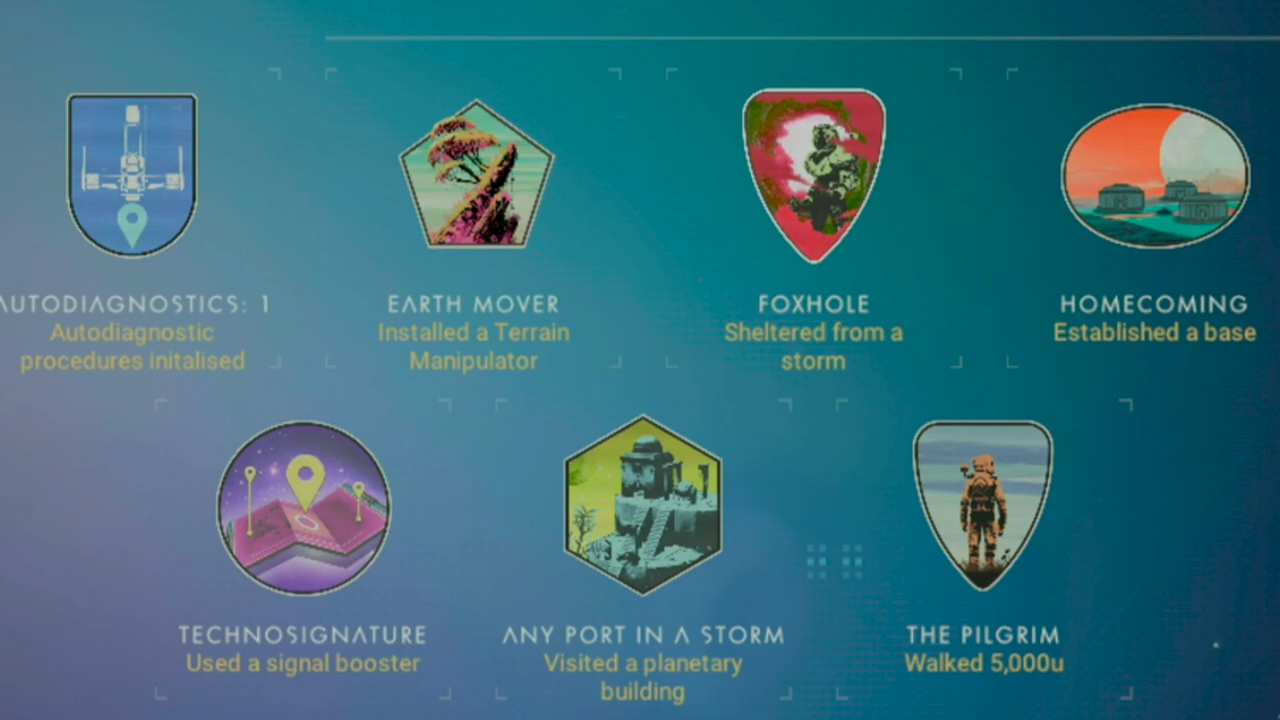 AUTODIAGNOSTICS: 1
Autodiagnostic
procedures initalised
EARTH MOVER
Installed a Terrain
Manipulator
FOXHOLE
Sheltered from a
storm
HOMECOMING
Established a base
TECHNOSIGNATURE
Used a signal booster
ANY PORT IN A STORM
Visited a planetary
building
THE PILGRIM
Walked 5,000u